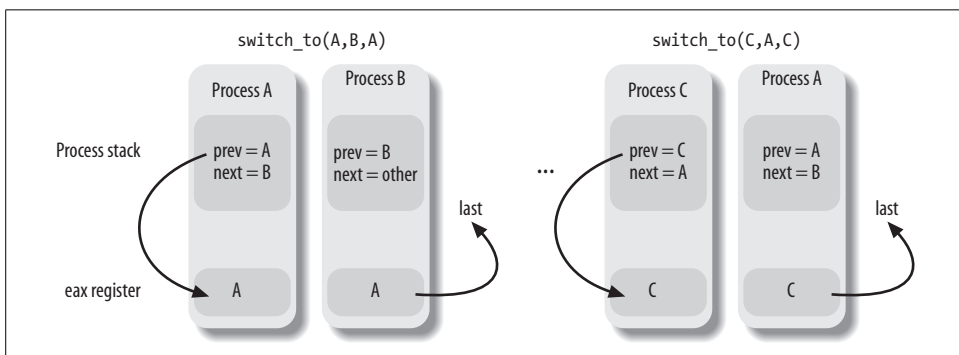 switch_to(A,B,A)
switch_to(C,A,C)
Process A
Process B
Process C
Process A
Process stack
prev = A
next = B
prev = B
next = other
...
prev = C
next = A
prev = A
next = B
last
last
eax register
A
A
C
C